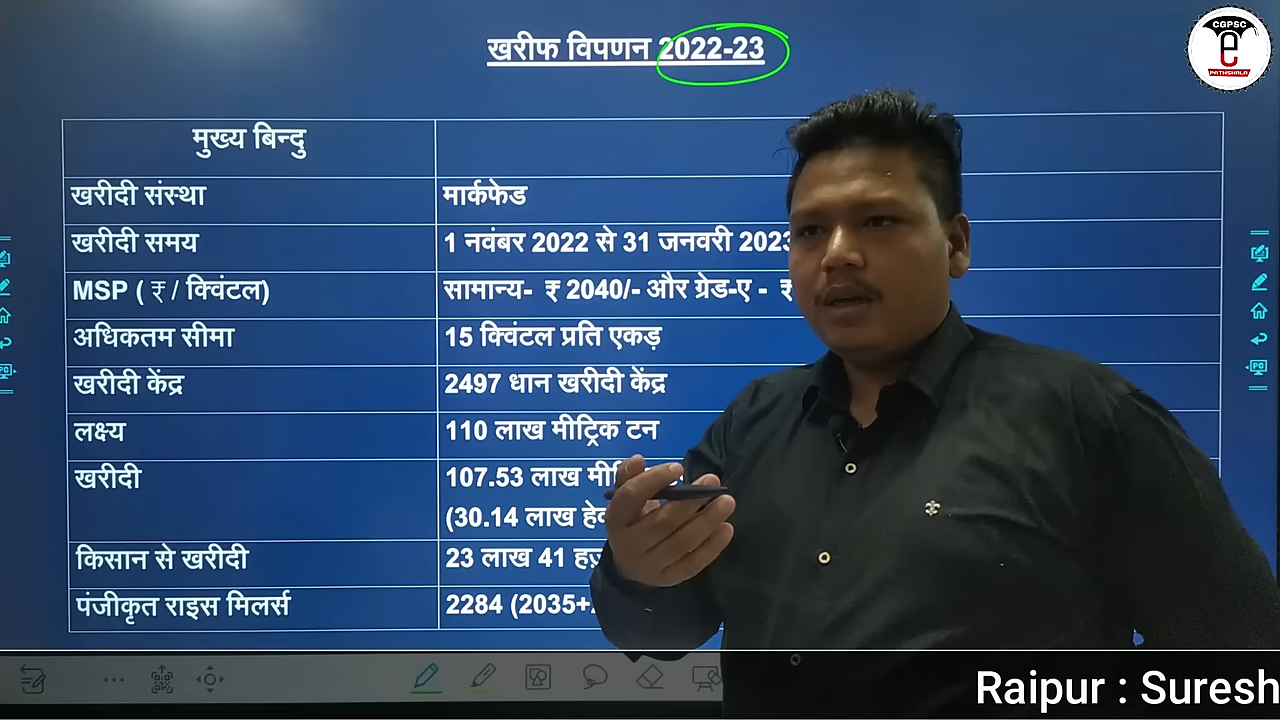 खरीफ विपणन 2022-23
CGPSC
e
PATHSHALA
मुख्य बिन्दु
खरीदी संस्था
मार्कफेड
खरीदी समय
1 नवंबर 2022 से 31 जनवरी 2023
MSP ( ₹ / क्विंटल)
सामान्य- ₹ 2040/- और ग्रेड-ए - ₹
अधिकतम सीमा
15 क्विंटल प्रति एकड़
खरीदी केंद्र
2497 धान खरीदी केंद्र
लक्ष्य
110 लाख मीट्रिक टन
खरीदी
107.53 लाख
(30.14 लाख
किसान से खरीदी
23 लाख 41
पंजीकृत राइस मिलर्स
2284 (2035+
Raipur : Suresh